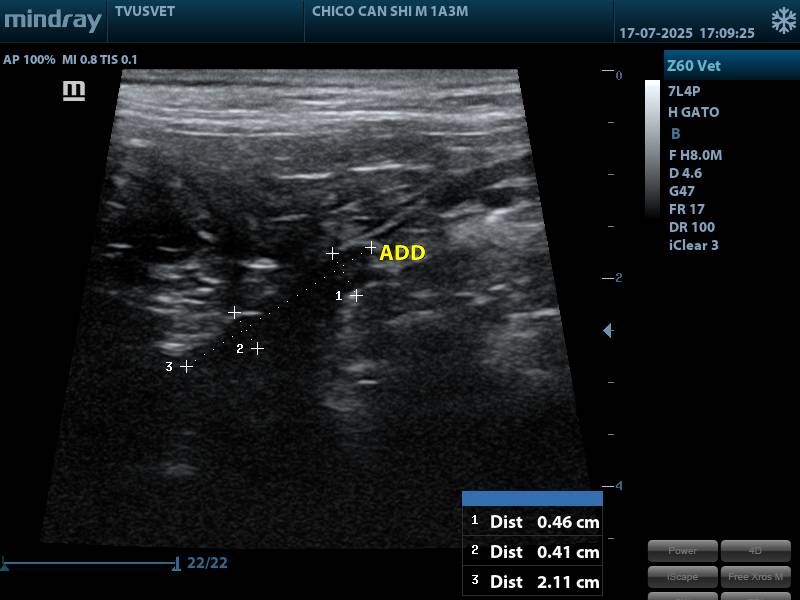 mindray
TVUSVET
CHICO CAN SHI M 1A3M
17-07-2025 17:09:25
AP 100% MI 0.8 TIS 0.1
m
Z60 Vet
7L4P
H GATO
B
F H8.0M
D 4.6
G47
FR 17
DR 100
iClear 3
0
2
4
ADD
1
2
3
1 Dist 0.46 cm
2 Dist 0.41 cm
3 Dist 2.11 cm
22/22
Power
4D
iScape
Free Xros M